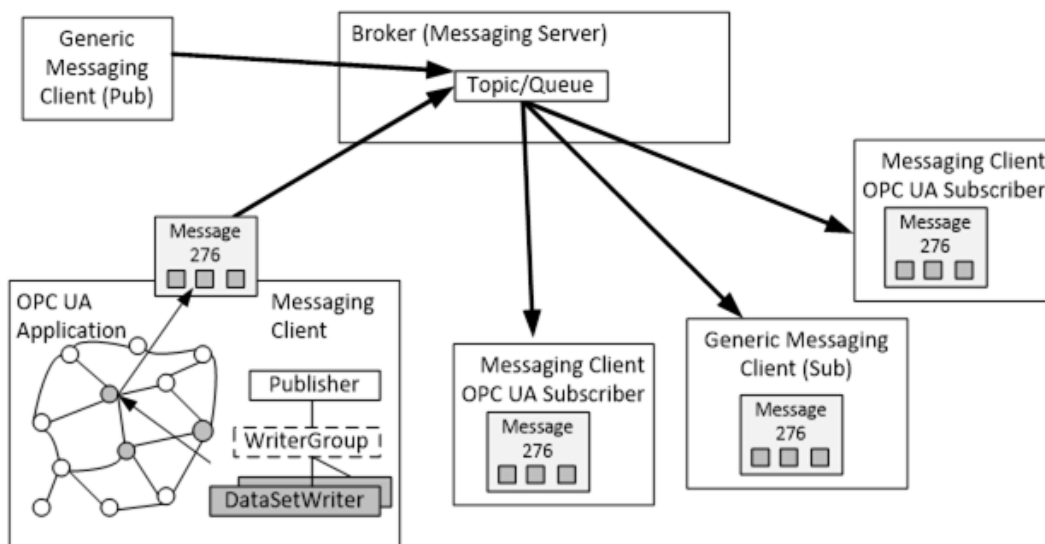 Generic
Messaging
Client (Pub)
Broker (Messaging Server)
Topic/Queue
Messaging Client
OPC UA Subscriber
Message
276
Message
276
OPC UA
Application
Messaging
Client
Publisher
WriterGroup
DataSetWriter
Messaging Client
OPC UA Subscriber
Message
276
Generic Messaging
Client (Sub)
Message
276